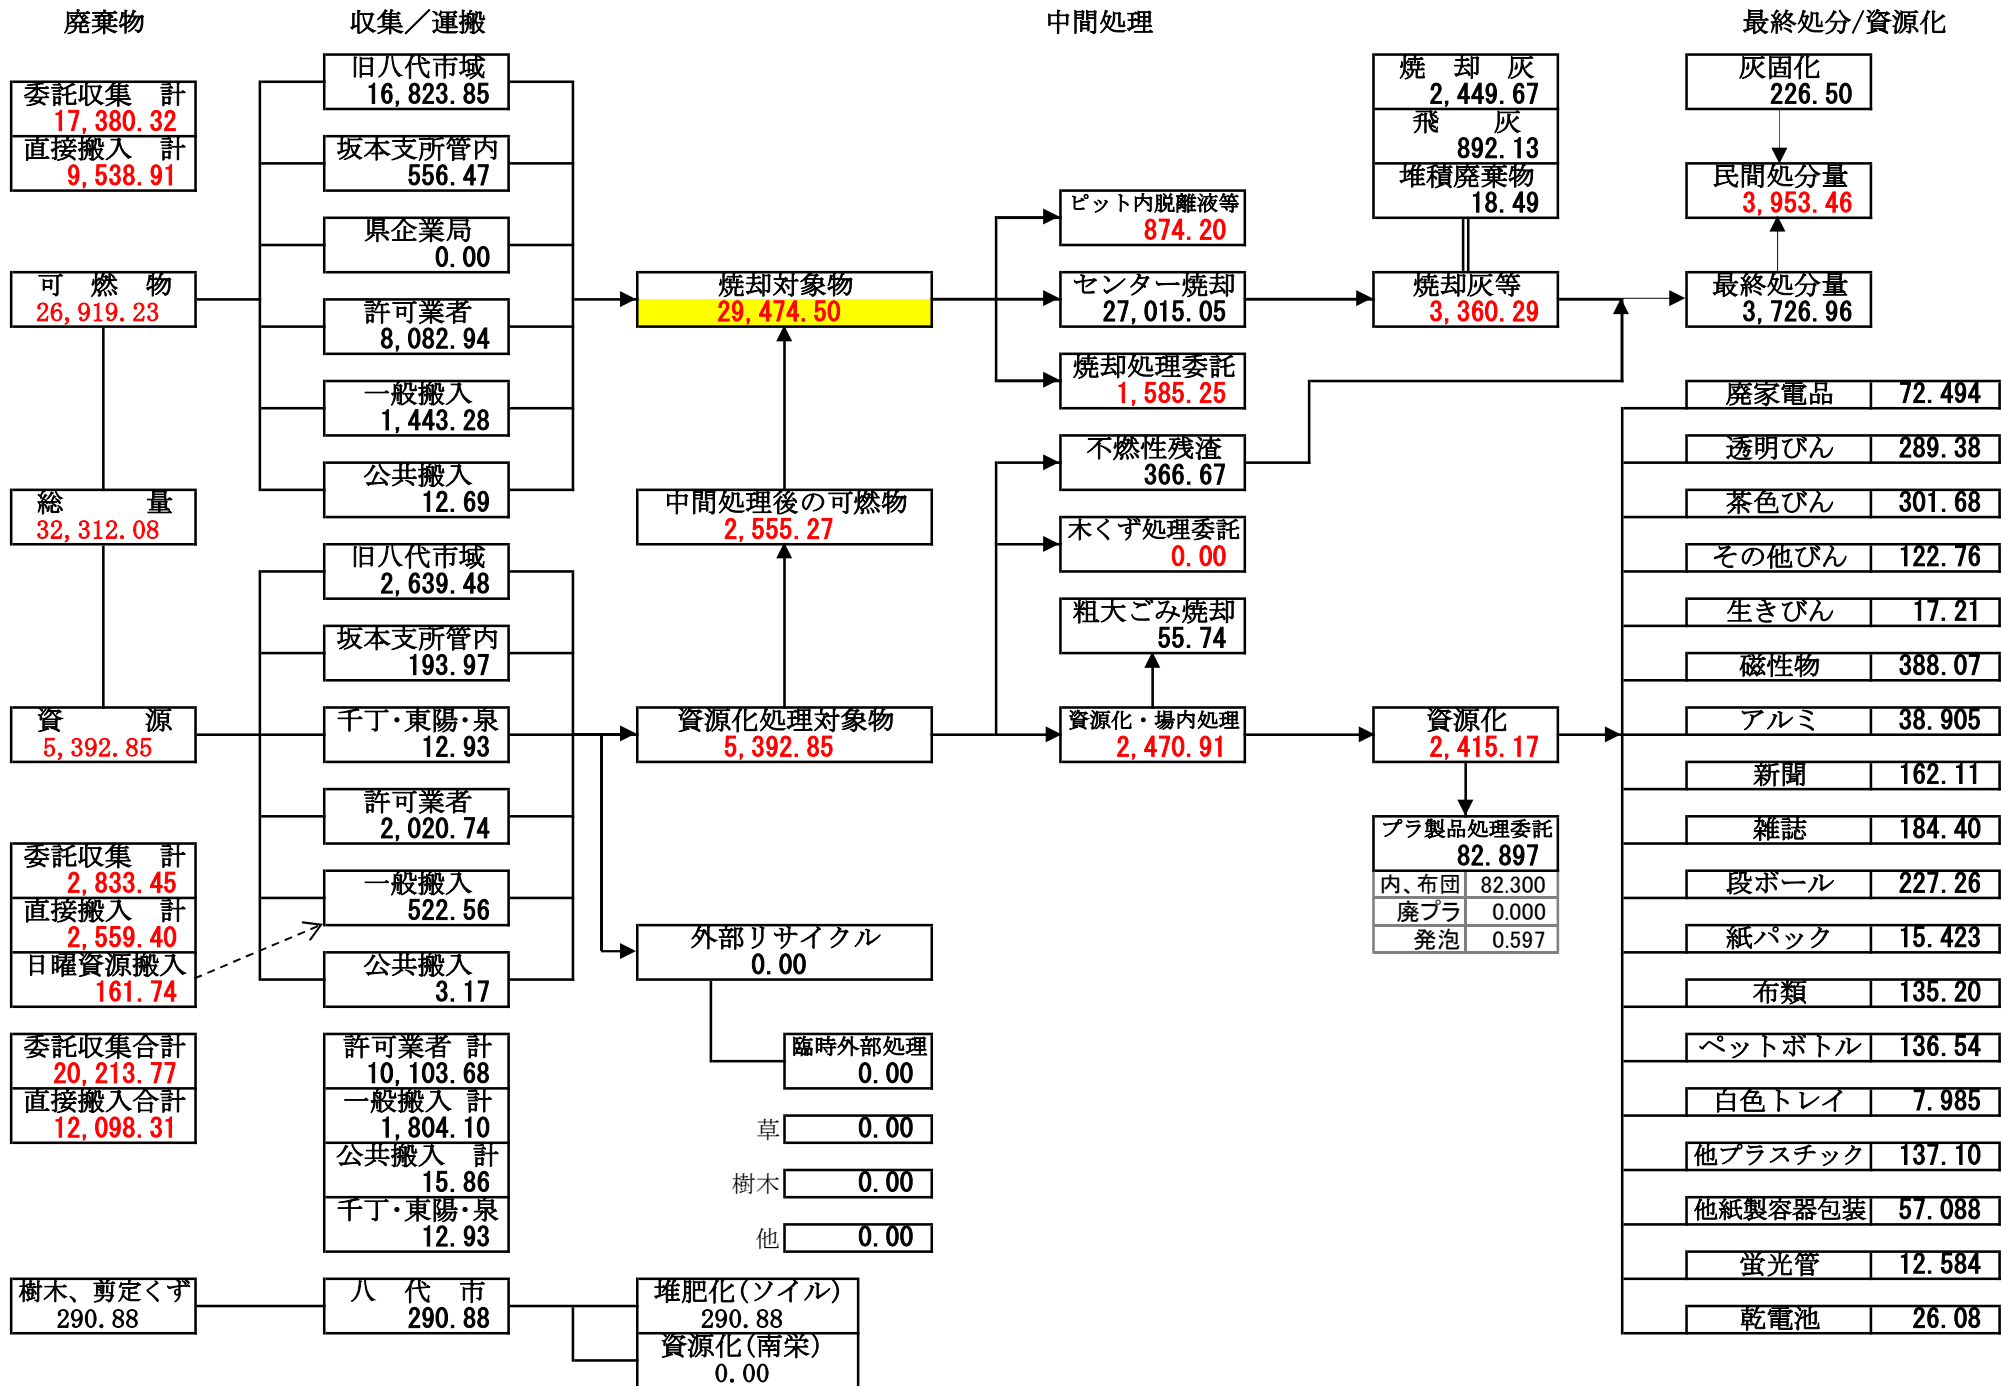 廃棄物
収集／運搬
中間処理
最終処分/資源化
委託収集　計
17,380.32
直接搬入　計
9,538.91
可　燃　物
26,919.23
総　　　量
32,312.08
資　　　源
5,392.85
委託収集　計
2,833.45
直接搬入　計
2,559.40
日曜資源搬入
161.74
委託収集合計
20,213.77
直接搬入合計
12,098.31
樹木、剪定くず
290.88
旧八代市域
16,823.85
坂本支所管内
556.47
県企業局
0.00
許可業者
8,082.94
一般搬入
1,443.28
公共搬入
12.69
旧八代市域
2,639.48
坂本支所管内
193.97
千丁・東陽・泉
12.93
許可業者
2,020.74
一般搬入
522.56
公共搬入
3.17
許可業者 計
10,103.68
一般搬入 計
1,804.10
公共搬入　計
15.86
千丁・東陽・泉
12.93
八　代　市
290.88
焼却対象物
29,474.50
中間処理後の可燃物
2,555.27
資源化処理対象物
5,392.85
外部リサイクル
0.00
臨時外部処理
0.00
草 0.00
樹木 0.00
他 0.00
堆肥化(ソイル)
290.88
資源化(南栄)
0.00
ピット内脱離液等
874.20
センター焼却
27,015.05
焼却処理委託
1,585.25
不燃性残渣
366.67
木くず処理委託
0.00
粗大ごみ焼却
55.74
資源化・場内処理
2,470.91
焼　却　灰
2,449.67
飛　　　灰
892.13
堆積廃棄物
18.49
焼却灰等
3,360.29
資源化
2,415.17
プラ製品処理委託
82.897
内、布団 82.300
廃プラ 0.000
発泡 0.597
灰固化
226.50
民間処分量
3,953.46
最終処分量
3,726.96
廃家電品 72.494
透明びん 289.38
茶色びん 301.68
その他びん 122.76
生きびん 17.21
磁性物 388.07
アルミ 38.905
新聞 162.11
雑誌 184.40
段ボール 227.26
紙パック 15.423
布類 135.20
ペットボトル 136.54
白色トレイ 7.985
他プラスチック 137.10
他紙製容器包装 57.088
蛍光管 12.584
乾電池 26.08